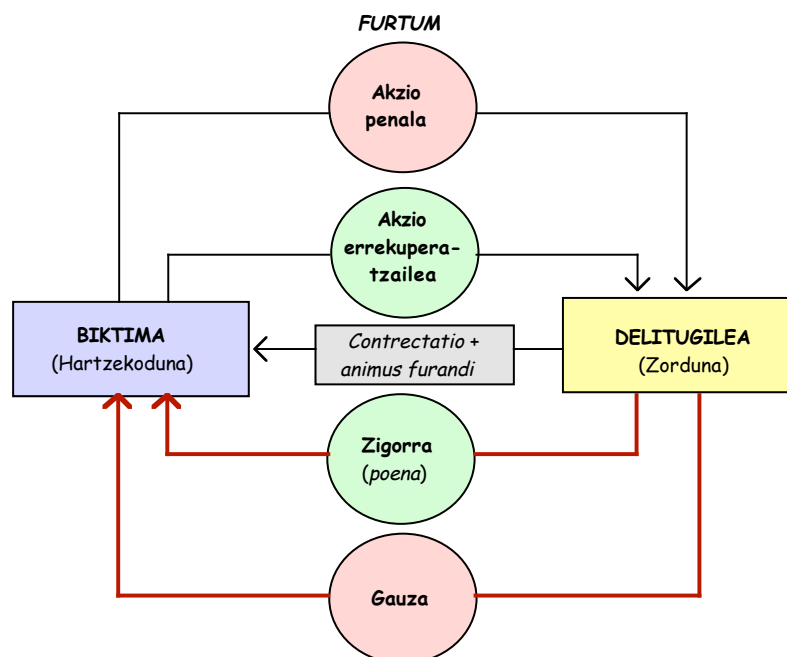 FURTUM
Akzio
penala
Akzio
errekupera-
tzailea
BIKTIMA
(Hartzekoduna)
Contrectatio +
animus furandi
DELITUGILEA
(Zorduna)
Zigorra
(poena)
Gauza